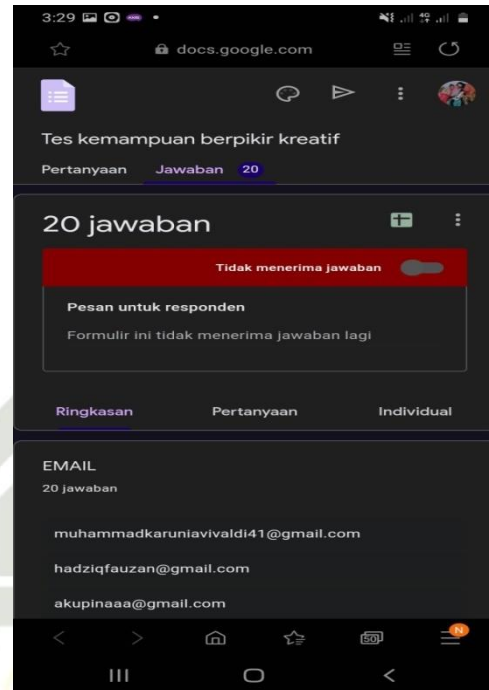 3:29
4G
docs.google.com
Tes kemampuan berpikir kreatif
Pertanyaan Jawaban 20
20 jawaban
Tidak menerima jawaban
Pesan untuk responden
Formulir ini tidak menerima jawaban lagi
Ringkasan Pertanyaan Individual
EMAIL
20 jawaban
muhammadkaruniavivaldi41@gmail.com
hadziqfauzan@gmail.com
akupinaaa@gmail.com
50 N